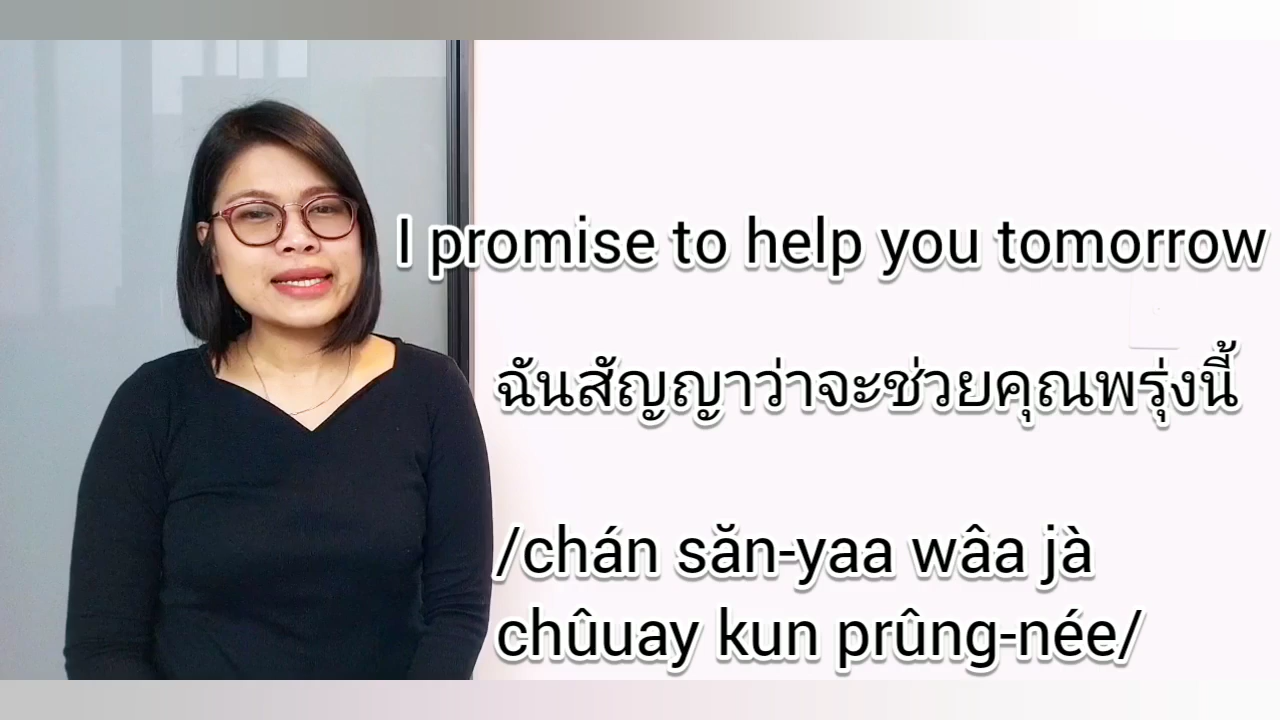 I promise to help you tomorrow
ฉันสัญญาว่าจะช่วยคุณพรุ่งนี้
/chán săn-yaa wâa jà
chûuay kun prûng-née/